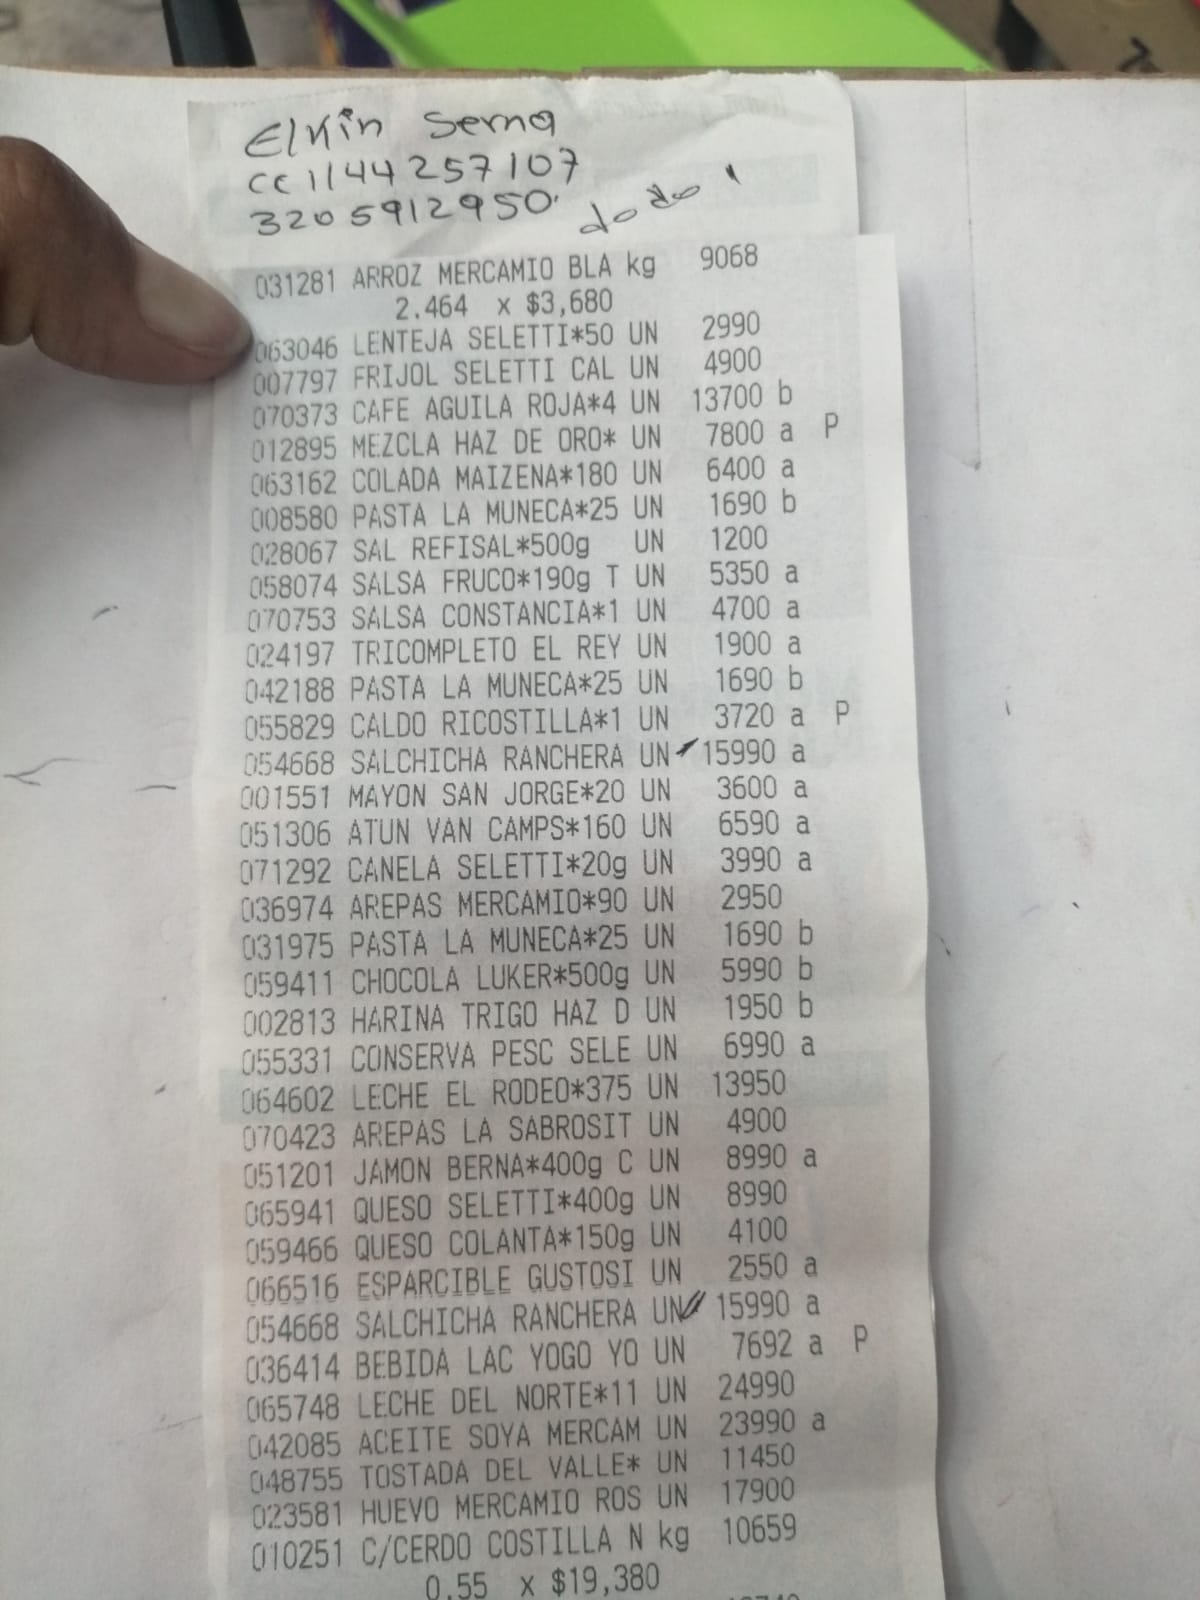 Elkin Serna
CC 1144257107
3205912950.
031281 ARROZ MERCAMIO BLA kg 9068
2.464 x $3,680
063046 LENTEJA SELETTI*50 UN 2990
007797 FRIJOL SELETTI CAL UN 4900
070373 CAFE AGUILA ROJA*4 UN 13700 b
012895 MEZCLA HAZ DE ORO* UN 7800 a P
063162 COLADA MAIZENA*180 UN 6400 a
008580 PASTA LA MUNECA*25 UN 1690 b
028067 SAL REFISAL*500g UN 1200
058074 SALSA FRUCO*190g T UN 5350 a
070753 SALSA CONSTANCIA*1 UN 4700 a
024197 TRICOMPLETO EL REY UN 1900 a
042188 PASTA LA MUNECA*25 UN 1690 b
055829 CALDO RICOSTILLA*1 UN 3720 a P
054668 SALCHICHA RANCHERA UN 15990 a
001551 MAYON SAN JORGE*20 UN 3600 a
051306 ATUN VAN CAMPS*160 UN 6590 a
071292 CANELA SELETTI*20g UN 3990 a
036974 AREPAS MERCAMIO*90 UN 2950
031975 PASTA LA MUNECA*25 UN 1690 b
059411 CHOCOLA LUKER*500g UN 5990 b
002813 HARINA TRIGO HAZ D UN 1950 b
055331 CONSERVA PESC SELE UN 6990 a
064602 LECHE EL RODEO*375 UN 13950
070423 AREPAS LA SABROSIT UN 4900
051201 JAMON BERNA*400g C UN 8990 a
065941 QUESO SELETTI*400g UN 8990
059466 QUESO COLANTA*150g UN 4100
066516 ESPARCIBLE GUSTOSI UN 2550 a
054668 SALCHICHA RANCHERA UN 15990 a
036414 BEBIDA LAC YOGO YO UN 7692 a P
065748 LECHE DEL NORTE*11 UN 24990
042085 ACEITE SOYA MERCAM UN 23990 a
048755 TOSTADA DEL VALLE* UN 11450
023581 HUEVO MERCAMIO ROS UN 17900
010251 C/CERDO COSTILLA N kg 10659
0.55 x $19,380